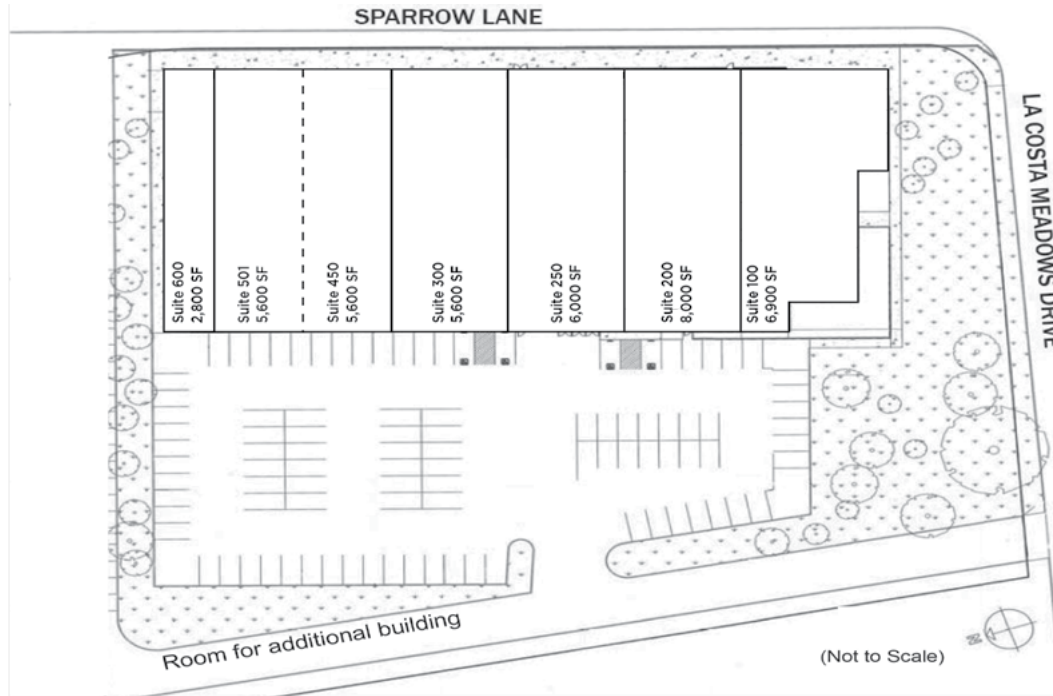 SPARROW LANE
LA COSTA MEADOWS DRIVE
Suite 600
2,800 SF
Suite 501
5,600 SF
Suite 450
5,600 SF
Suite 300
5,600 SF
Suite 250
6,000 SF
Suite 200
8,000 SF
Suite 100
6,900 SF
Room for additional building
N
(Not to Scale)